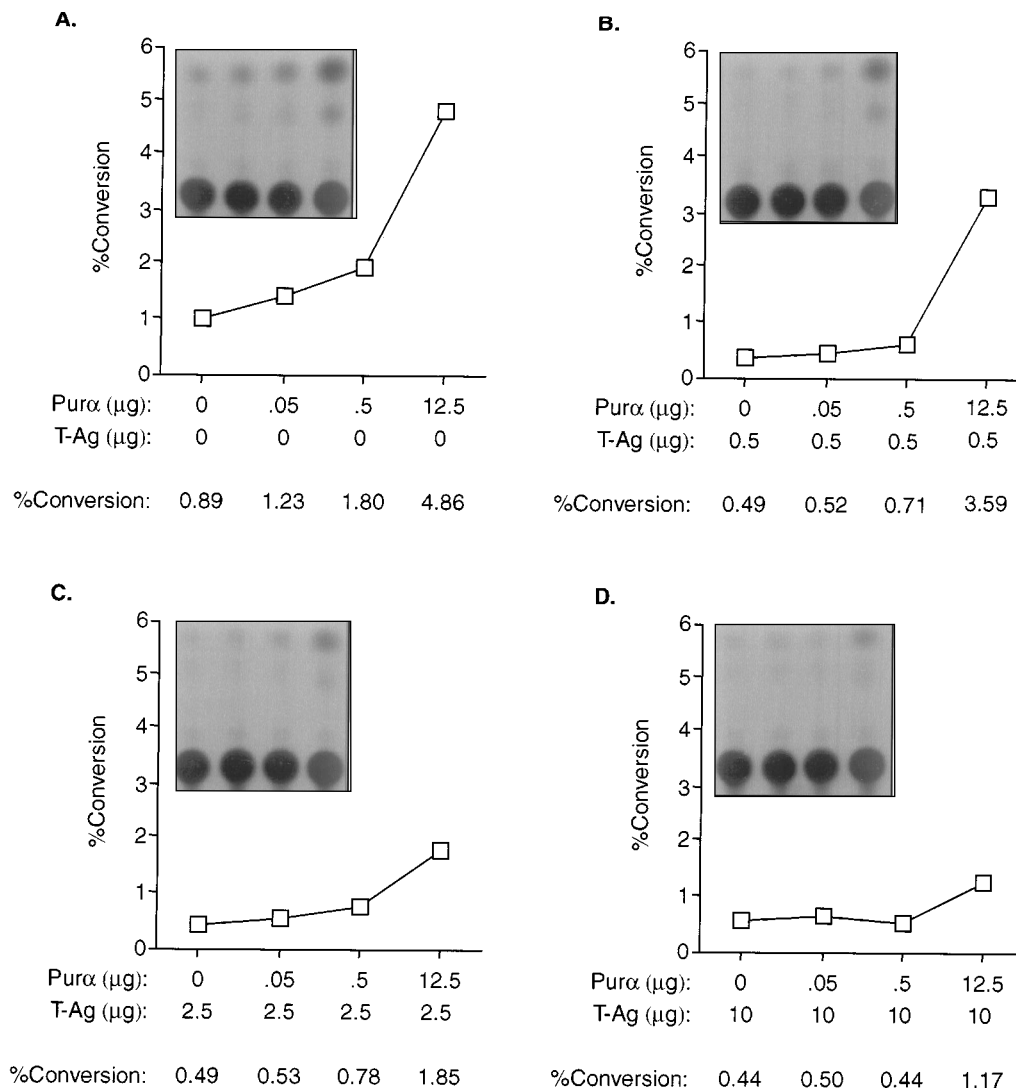 A.
6
5
4
3
2
1
0
%Conversion
Purα (μg): 0 .05 .5 12.5
T-Ag (μg): 0 0 0 0
%Conversion: 0.89 1.23 1.80 4.86
B.
6
5
4
3
2
1
0
%Conversion
Purα (μg): 0 .05 .5 12.5
T-Ag (μg): 0.5 0.5 0.5 0.5
%Conversion: 0.49 0.52 0.71 3.59
C.
6
5
4
3
2
1
0
%Conversion
Purα (μg): 0 .05 .5 12.5
T-Ag (μg): 2.5 2.5 2.5 2.5
%Conversion: 0.49 0.53 0.78 1.85
D.
6
5
4
3
2
1
0
%Conversion
Purα (μg): 0 .05 .5 12.5
T-Ag (μg): 10 10 10 10
%Conversion: 0.44 0.50 0.44 1.17